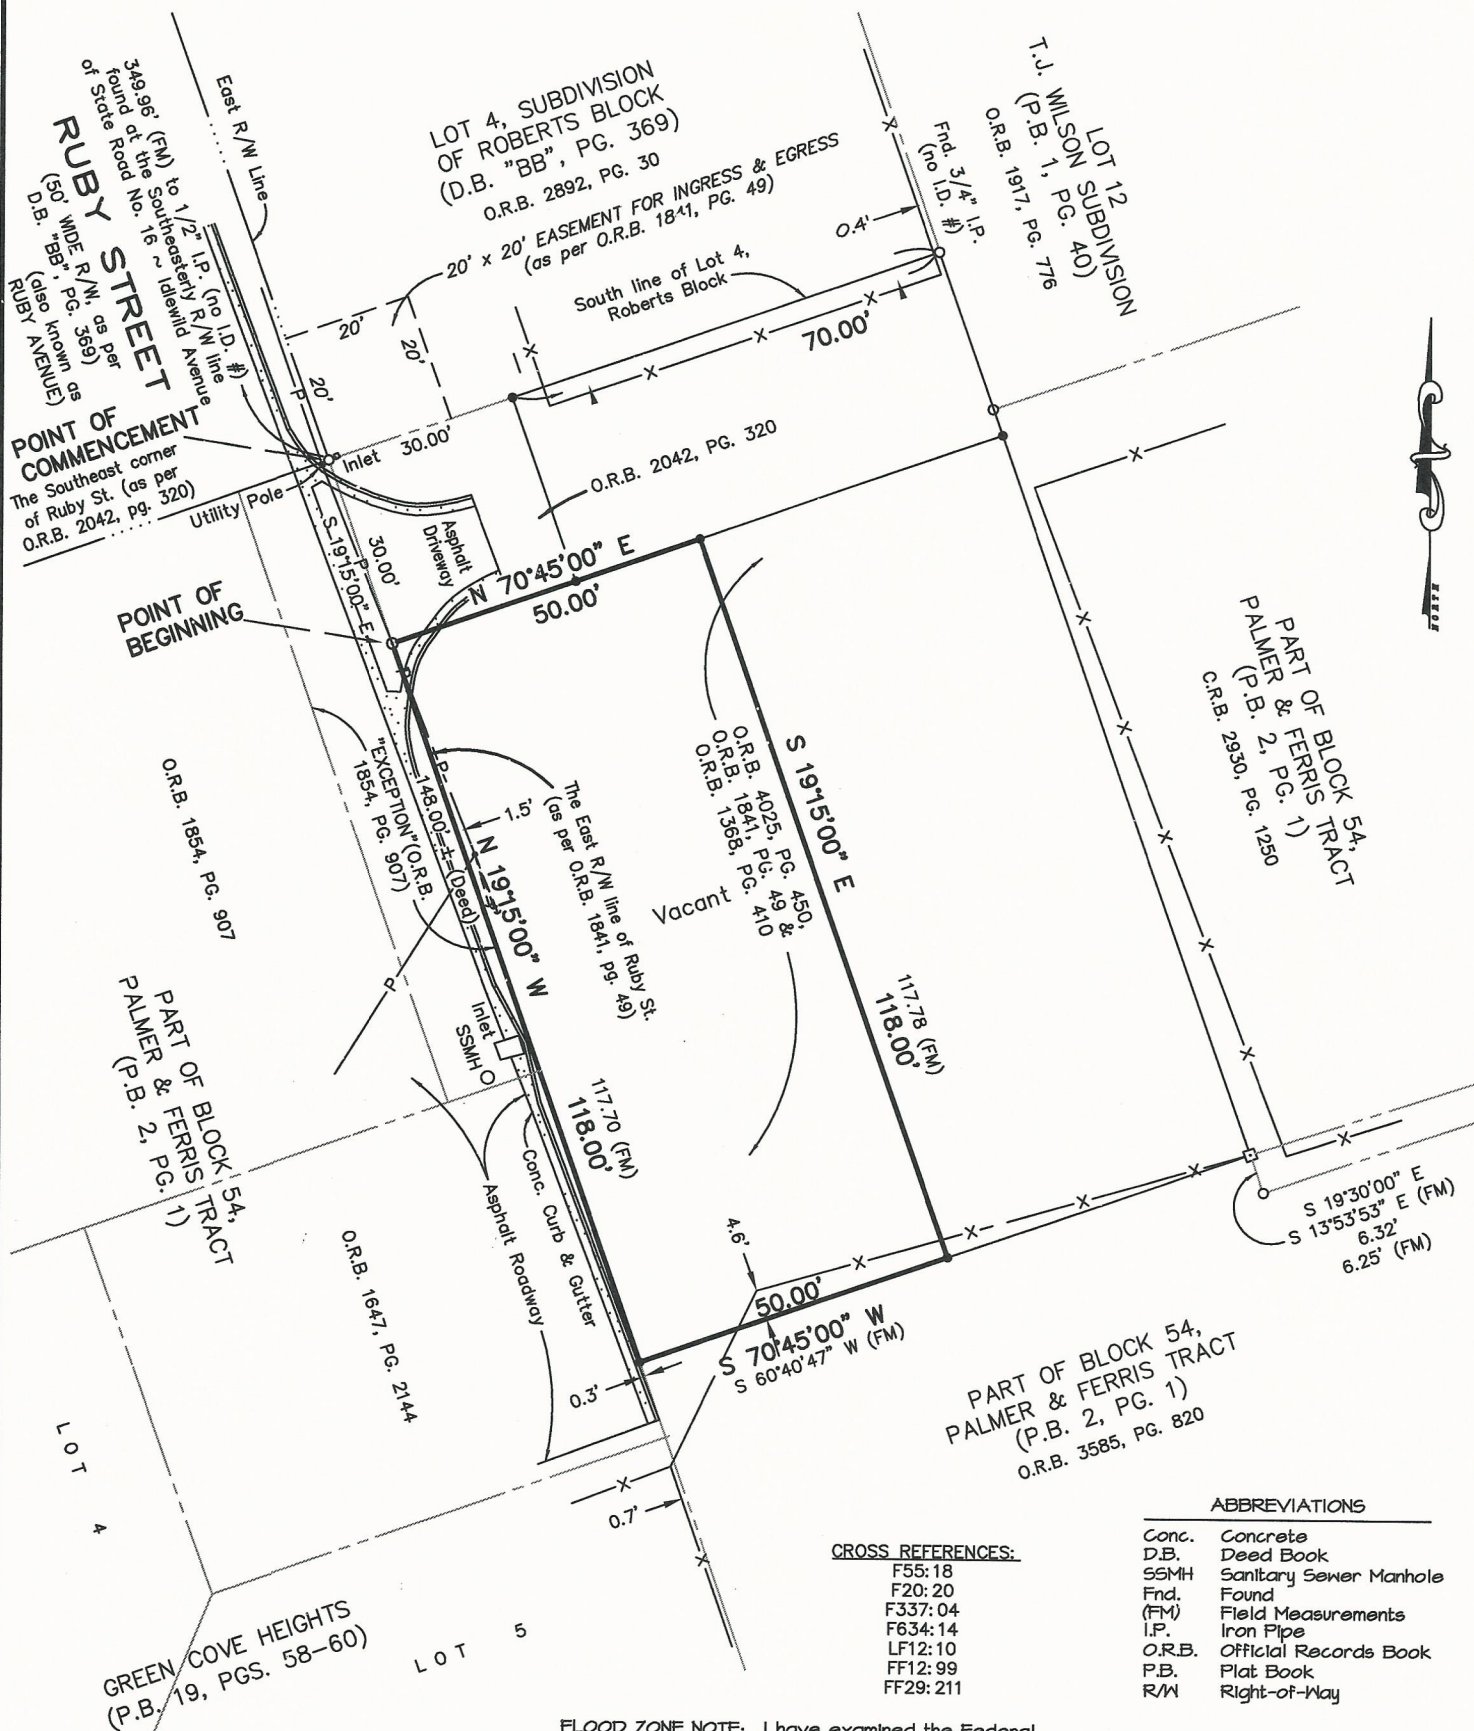 East R/W Line
349.96' (FM) to 1/2" I.P. (no I.D. #)
found at the Southeasterly R/W line
of State Road No. 16 ~ Idlewild Avenue
RUBY STREET
(50' WIDE R/W, as per
D.B. "BB", PG. 369)
(also known as
RUBY AVENUE)
LOT 4, SUBDIVISION
OF ROBERTS BLOCK
(D.B. "BB", PG. 369)
O.R.B. 2892, PG. 30
20' x 20' EASEMENT FOR INGRESS & EGRESS
(as per O.R.B. 1841, PG. 49)
South line of Lot 4,
Roberts Block
0.4'
Fnd. 3/4" I.P.
(no I.D. #)
LOT 12
T.J. WILSON SUBDIVISION
(P.B. 1, PG. 40)
O.R.B. 1917, PG. 776
20'
20'
20'
70.00'
POINT OF
COMMENCEMENT
The Southeast corner
of Ruby St. (as per
O.R.B. 2042, pg. 320)
Inlet
30.00'
Utility Pole
O.R.B. 2042, PG. 320
S 19°15'00" E
30.00'
Asphalt
Driveway
N 70°45'00" E
50.00'
POINT OF
BEGINNING
NORTH
PART OF BLOCK 54,
PALMER & FERRIS TRACT
(P.B. 2, PG. 1)
C.R.B. 2930, PG. 1250
O.R.B. 1854, PG. 907
"EXCEPTION" (O.R.B.
1854, PG. 907)
148.00' ± (Deed)
1.5'
The East R/W line of Ruby St.
(as per O.R.B. 1841, pg. 49)
N 19°15'00" W
O.R.B. 4025, PG. 450,
O.R.B. 1841, PG. 49 &
O.R.B. 1368, PG. 410
Vacant
S 19°15'00" E
117.78 (FM)
118.00'
Inlet
SSMH
117.70 (FM)
118.00'
PART OF BLOCK 54,
PALMER & FERRIS TRACT
(P.B. 2, PG. 1)
Conc. Curb & Gutter
Asphalt Roadway
O.R.B. 1647, PG. 2144
4.6'
50.00'
S 70°45'00" W
S 60°40'47" W (FM)
0.3'
0.7'
S 19°30'00" E
S 13°53'53" E (FM)
6.32'
6.25' (FM)
PART OF BLOCK 54,
PALMER & FERRIS TRACT
(P.B. 2, PG. 1)
O.R.B. 3585, PG. 820
LOT 4
LOT 5
GREEN COVE HEIGHTS
(P.B. 19, PGS. 58-60)
CROSS REFERENCES:
F55:18
F20:20
F337:04
F634:14
LF12:10
FF12:99
FF29:211
ABBREVIATIONS
Conc. Concrete
D.B. Deed Book
SSMH Sanitary Sewer Manhole
Fnd. Found
(FM) Field Measurements
I.P. Iron Pipe
O.R.B. Official Records Book
P.B. Plat Book
R/W Right-of-Way
FLOOD ZONE NOTE: I have examined the Federal